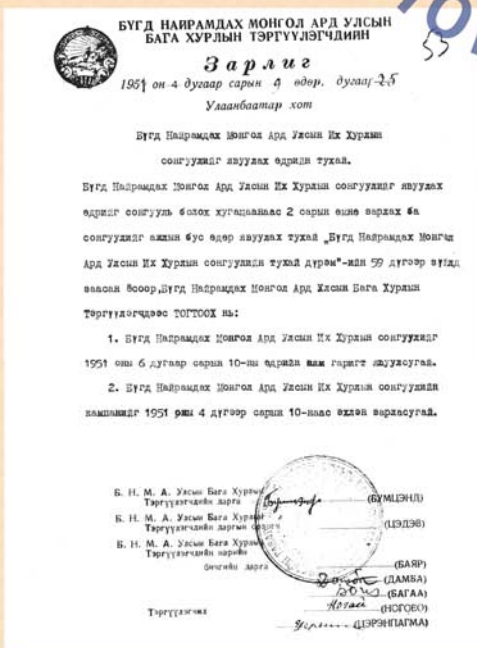 БҮГД НАЙРАМДАХ МОНГОЛ АРД УЛСЫН
БАГА ХУРЛЫН ТЭРГҮҮЛЭГЧДИЙН
Зарлиг
53
1951 он 4 дугаар сарын 4 өдөр, дугаар 25
Улаанбаатар хот
Бүгд Найрамдах Монгол Ард Улсын Их Хурлын
сонгуулийг явуулах өдрийн тухай.
Бүгд Найрамдах Монгол Ард Улсын Их Хурлын сонгуулийг явуулах
өдрийг сонгууль болох хугацаанаас 2 сарын өмнө зарлах ба
сонгуулийг ажлын бус өдөр явуулах тухай „Бүгд Найрамдах Монгол
Ард Улсын Их Хурлын сонгуулийн тухай дүрэм"-ийн 59 дүгээр зүйлд
заасан ёсоор, Бүгд Найрамдах Монгол Ард Улсын Бага Хурлын
Тэргүүлэгчдээс ТОГТООХ нь:
1. Бүгд Найрамдах Монгол Ард Улсын Их Хурлын сонгуулийг
1951 оны 6 дугаар сарын 10-ны өдрийн ням гаригт явуулсугай.
2. Бүгд Найрамдах Монгол Ард Улсын Их Хурлын сонгуулийн
кампанийг 1951 оны 4 дүгээр сарын 10-наас эхлэн зарласугай.
Б. Н. М. А. Улсын Бага Хурлын
Тэргүүлэгчдийн дарга (БУМЦЭНД)
Б. Н. М. А. Улсын Бага Хурлын
Тэргүүлэгчдийн даргын орлогч (ЦЭДЭВ)
Б. Н. М. А. Улсын Бага Хурлын
Тэргүүлэгчдийн нарийн
бичгийн дарга (БАЯР)
(ДАМБА)
(БАГАА)
Тэргүүлэгчид (НОГОЕО)
(ЦЭРЭНПАГМА)